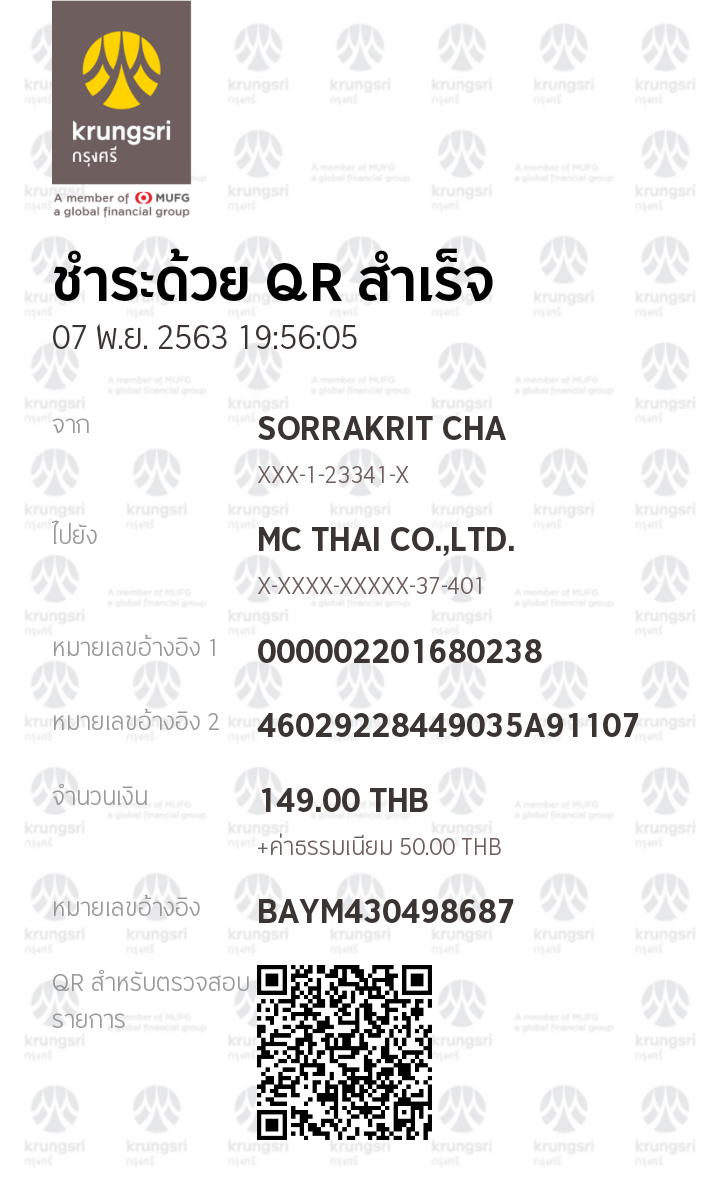 krungsri
กรุงศรี
A member of MUFG
a global financial group
ชำระด้วย QR สำเร็จ
07 พ.ย. 2563 19:56:05
จาก
SORRAKRIT CHA
XXX-1-23341-X
ไปยัง
MC THAI CO.,LTD.
X-XXXX-XXXXX-37-401
หมายเลขอ้างอิง 1
000002201680238
หมายเลขอ้างอิง 2
46029228449035A91107
จำนวนเงิน
149.00 THB
+ค่าธรรมเนียม 50.00 THB
หมายเลขอ้างอิง
BAYM430498687
QR สำหรับตรวจสอบ
รายการ